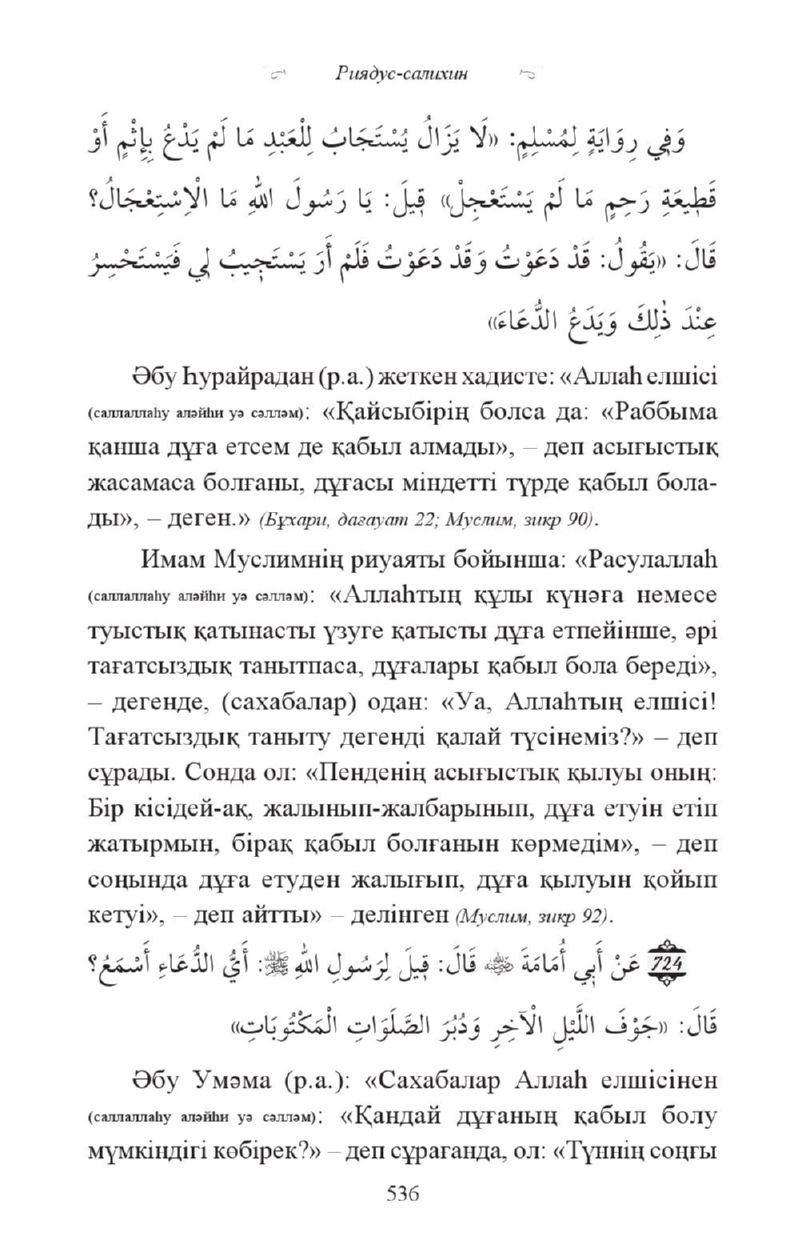 Риядус-салихин
وَفِي رِوَايَةٍ لِمُسْلِمٍ: «لَا يَزَالُ يُسْتَجَابُ لِلْعَبْدِ مَا لَمْ يَدْعُ بِإِثْمٍ أَوْ
قَطِيعَةِ رَحِمٍ مَا لَمْ يَسْتَعْجِلْ» قِيلَ: يَا رَسُولَ اللهِ مَا الْاِسْتِعْجَالُ؟
قَالَ: «يَقُولُ: قَدْ دَعَوْتُ وَقَدْ دَعَوْتُ فَلَمْ أَرَ يَسْتَجِيبُ لِي فَيَسْتَحْسِرُ
عِنْدَ ذٰلِكَ وَيَدَعُ الدُّعَاءَ»
Әбу Һурайрадан (р.а.) жеткен хадисте: «Аллаһ елшісі
(саллаллаһу аләйһи уә сәлләм): «Қайсыбірің болса да: «Раббыма
қанша дұға етсем де қабыл алмады», – деп асығыстық
жасамаса болғаны, дұғасы міндетті түрде қабыл бола-
ды», – деген.» (Бұхари, дағауат 22; Муслим, зикр 90).
Имам Муслимнің риуаяты бойынша: «Расулаллаһ
(саллаллаһу аләйһи уә сәлләм): «Аллаһтың құлы күнәға немесе
туыстық қатынасты үзуге қатысты дұға етпейінше, әрі
тағатсыздық танытпаса, дұғалары қабыл бола береді»,
– дегенде, (сахабалар) одан: «Уа, Аллаһтың елшісі!
Тағатсыздық таныту дегенді қалай түсінеміз?» – деп
сұрады. Сонда ол: «Пенденің асығыстық қылуы оның:
Бір кісідей-ақ, жалынып-жалбарынып, дұға етуін етіп
жатырмын, бірақ қабыл болғанын көрмедім», – деп
соңында дұға етуден жалығып, дұға қылуын қойып
кетуі», – деп айтты» – делінген (Муслим, зикр 92).
724 عَنْ أَبِي أُمَامَةَ ﵁ قَالَ: قِيلَ لِرَسُولِ اللهِ ﷺ: أَيُّ الدُّعَاءِ أَسْمَعُ؟
قَالَ: «جَوْفَ اللَّيْلِ الْآخِرِ وَدُبُرَ الصَّلَوَاتِ الْمَكْتُوبَاتِ»
Әбу Умәма (р.а.): «Сахабалар Аллаһ елшісінен
(саллаллаһу аләйһи уә сәлләм): «Қандай дұғаның қабыл болу
мүмкіндігі көбірек?» – деп сұрағанда, ол: «Түннің соңғы
536